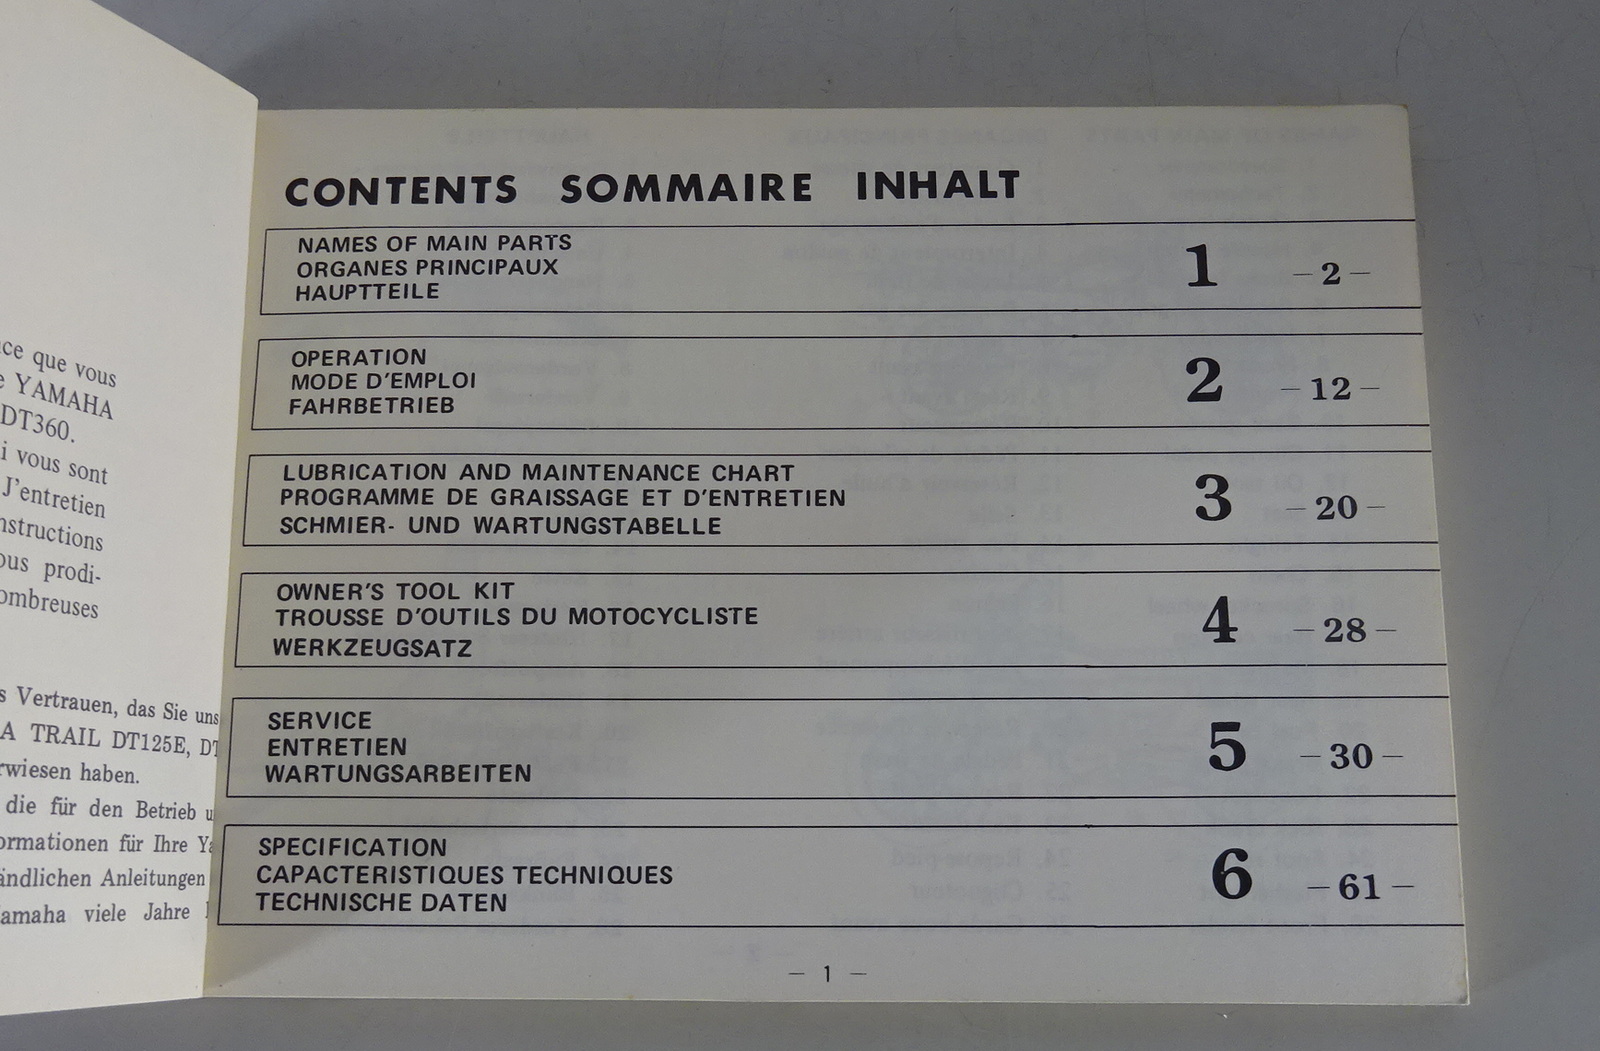 ce que vous
YAMAHA
DT360.
i vous sont
J'entretien
nstructions
ous prodi-
ombreuses
s Vertrauen, das Sie uns
A TRAIL DT125E, DT
rwiesen haben.
die für den Betrieb u
ormationen für Ihre Ya
ändlichen Anleitungen
amaha viele Jahre
CONTENTS SOMMAIRE INHALT
NAMES OF MAIN PARTS
ORGANES PRINCIPAUX
HAUPTTEILE
1 –2–
OPERATION
MODE D'EMPLOI
FAHRBETRIEB
2 –12–
LUBRICATION AND MAINTENANCE CHART
PROGRAMME DE GRAISSAGE ET D'ENTRETIEN
SCHMIER- UND WARTUNGSTABELLE
3 –20–
OWNER'S TOOL KIT
TROUSSE D'OUTILS DU MOTOCYCLISTE
WERKZEUGSATZ
4 –28–
SERVICE
ENTRETIEN
WARTUNGSARBEITEN
5 –30–
SPECIFICATION
CAPACTERISTIQUES TECHNIQUES
TECHNISCHE DATEN
6 –61–
– 1 –